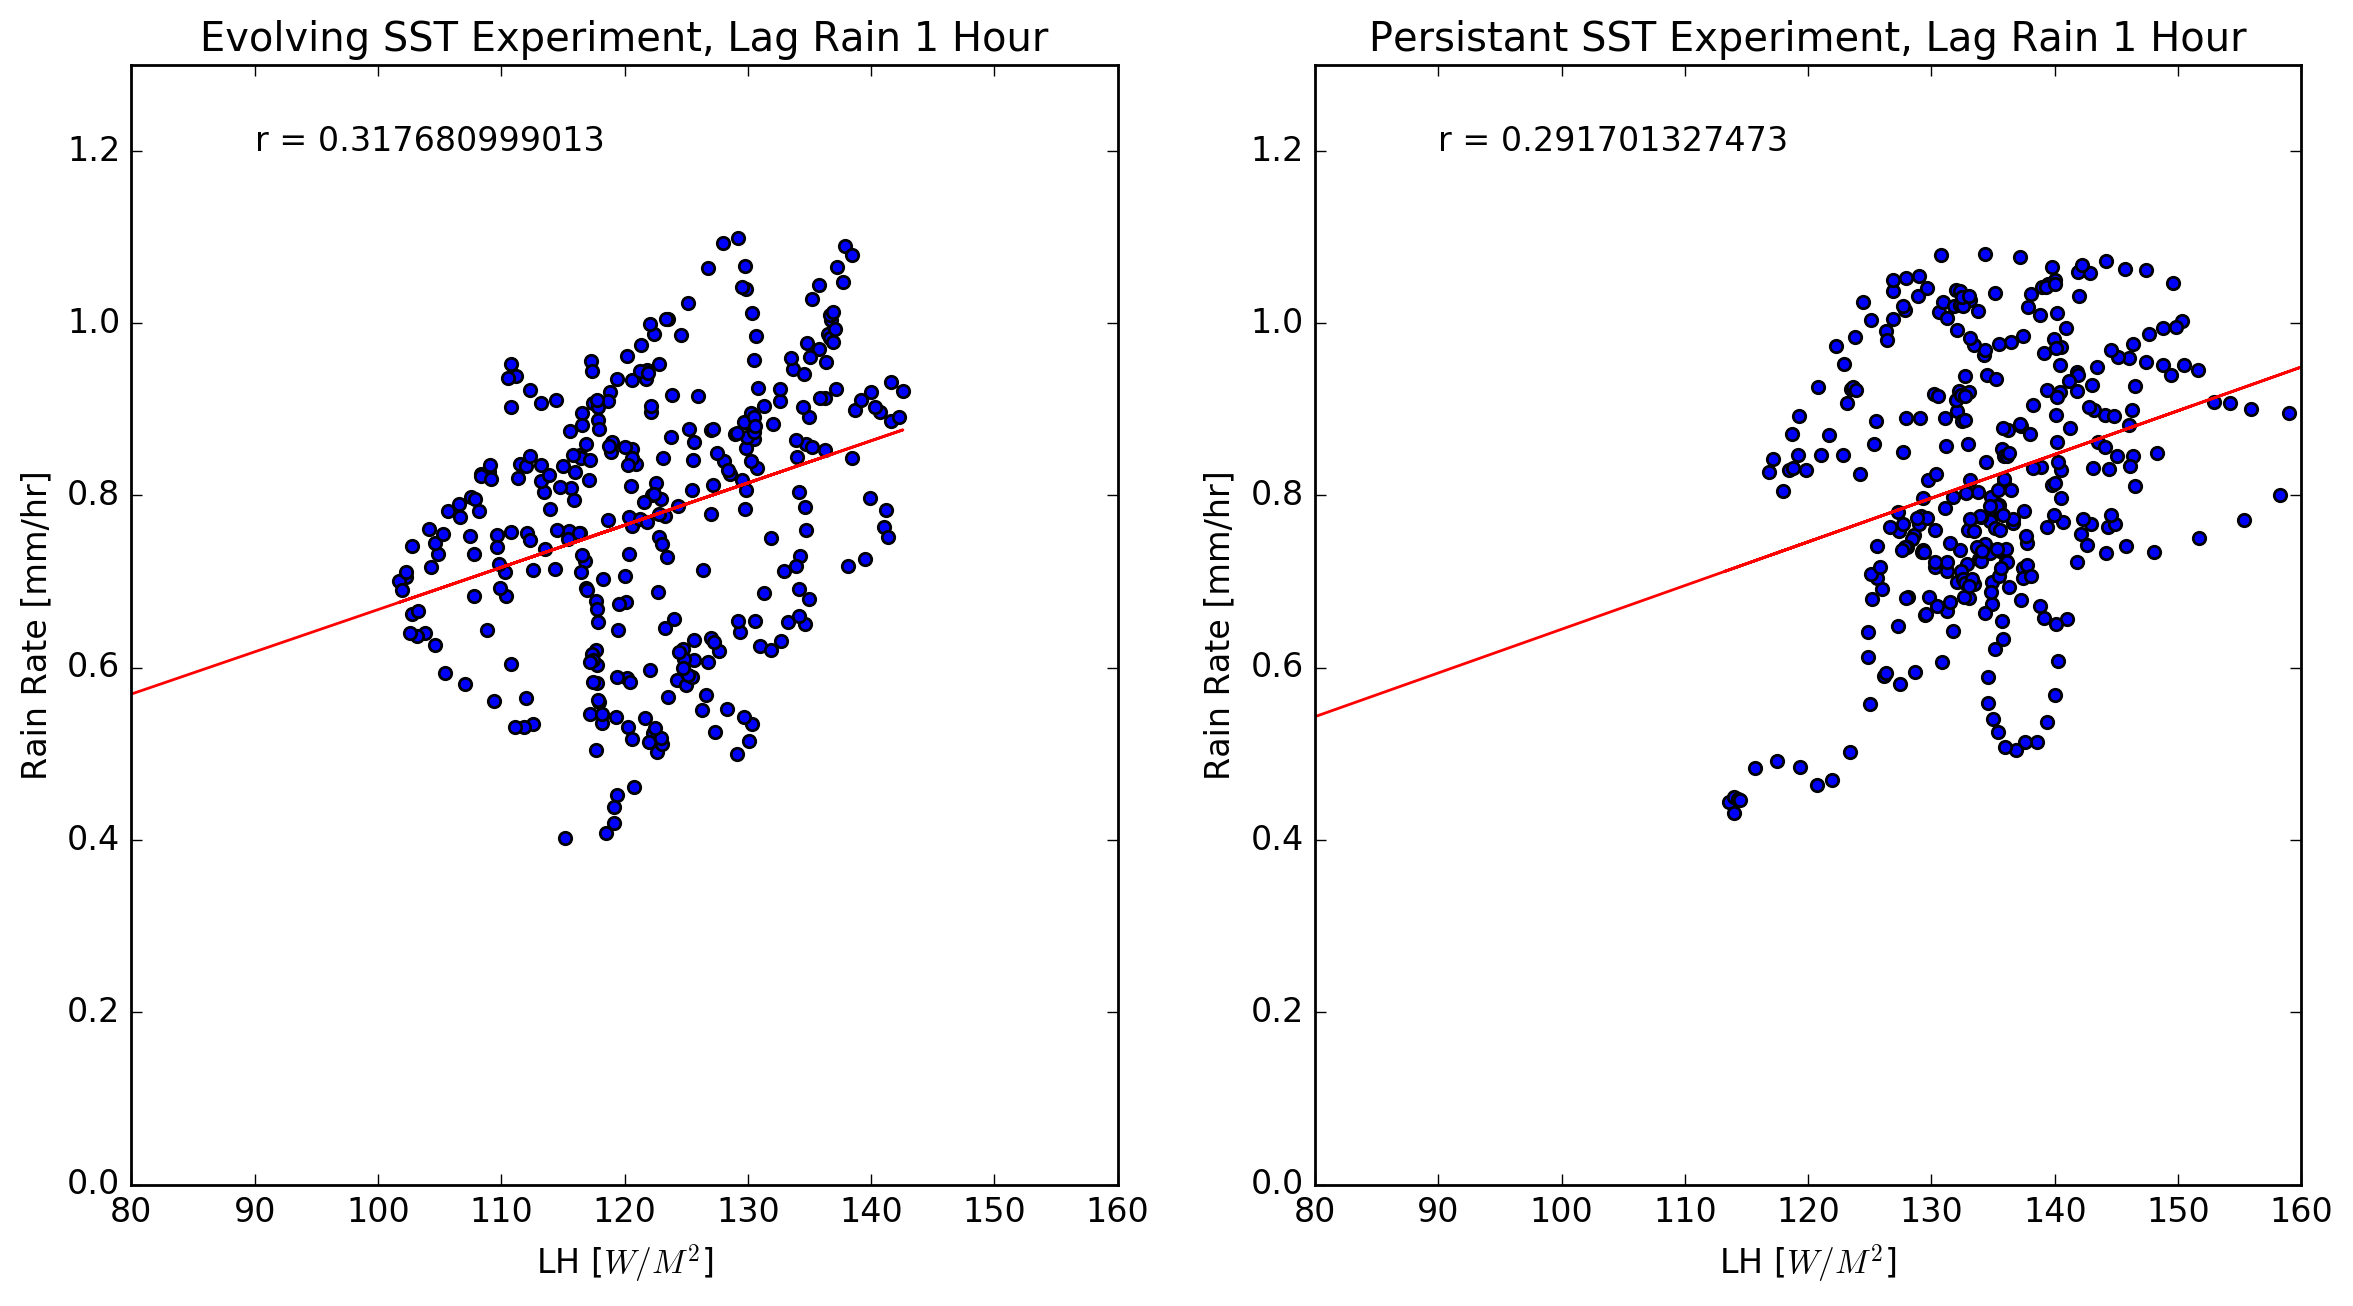 Evolving SST Experiment, Lag Rain 1 Hour
r = 0.317680999013
1.2
1.0
0.8
0.6
0.4
0.2
0.0
Rain Rate [mm/hr]
80 90 100 110 120 130 140 150 160
LH [W/M²]
Persistant SST Experiment, Lag Rain 1 Hour
r = 0.291701327473
1.2
1.0
0.8
0.6
0.4
0.2
0.0
Rain Rate [mm/hr]
80 90 100 110 120 130 140 150 160
LH [W/M²]